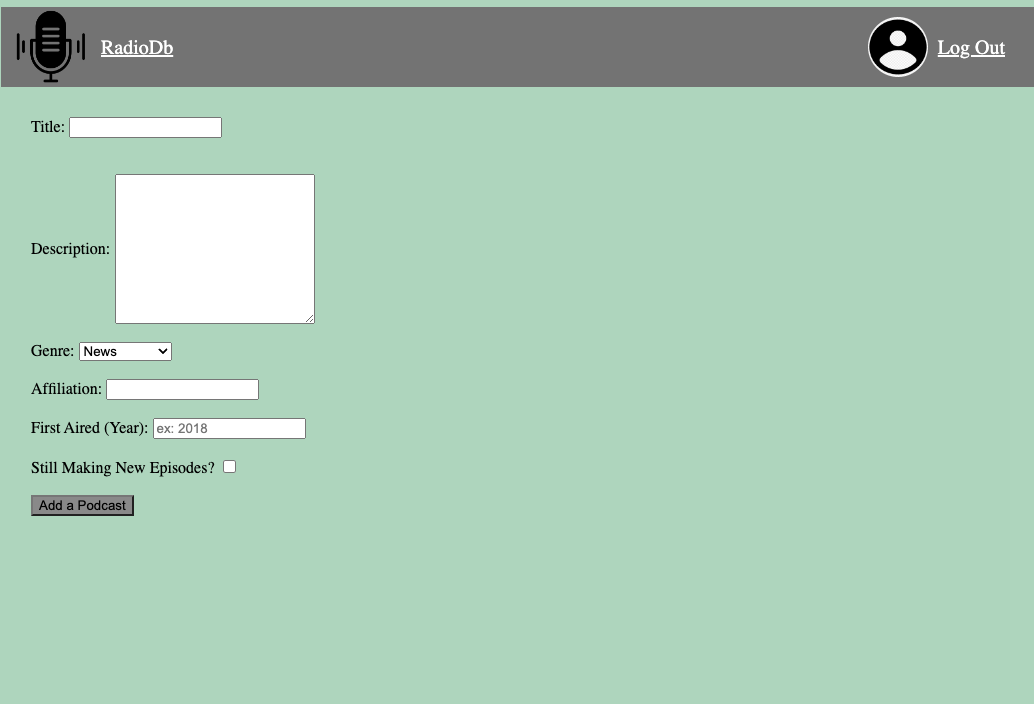 RadioDb
Log Out
Title:
Description:
Genre: News
Affiliation:
First Aired (Year): ex: 2018
Still Making New Episodes?
Add a Podcast